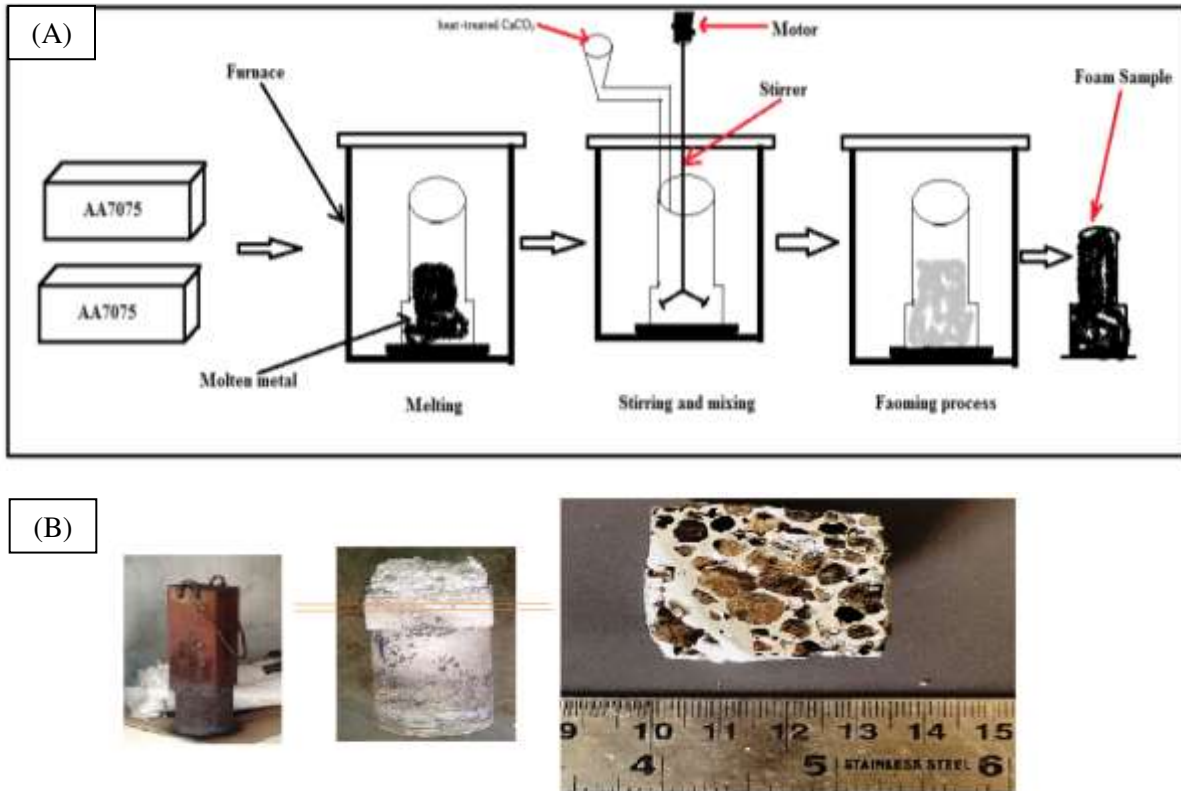 (A)
heat-treated CaCO₃
Motor
Furnace
Stirrer
Foam Sample
AA7075
AA7075
Molten metal
Melting
Stirring and mixing
Faoming process
(B)
9 10 11 12 13 14 15
4 5 STAINLESS STEEL 6